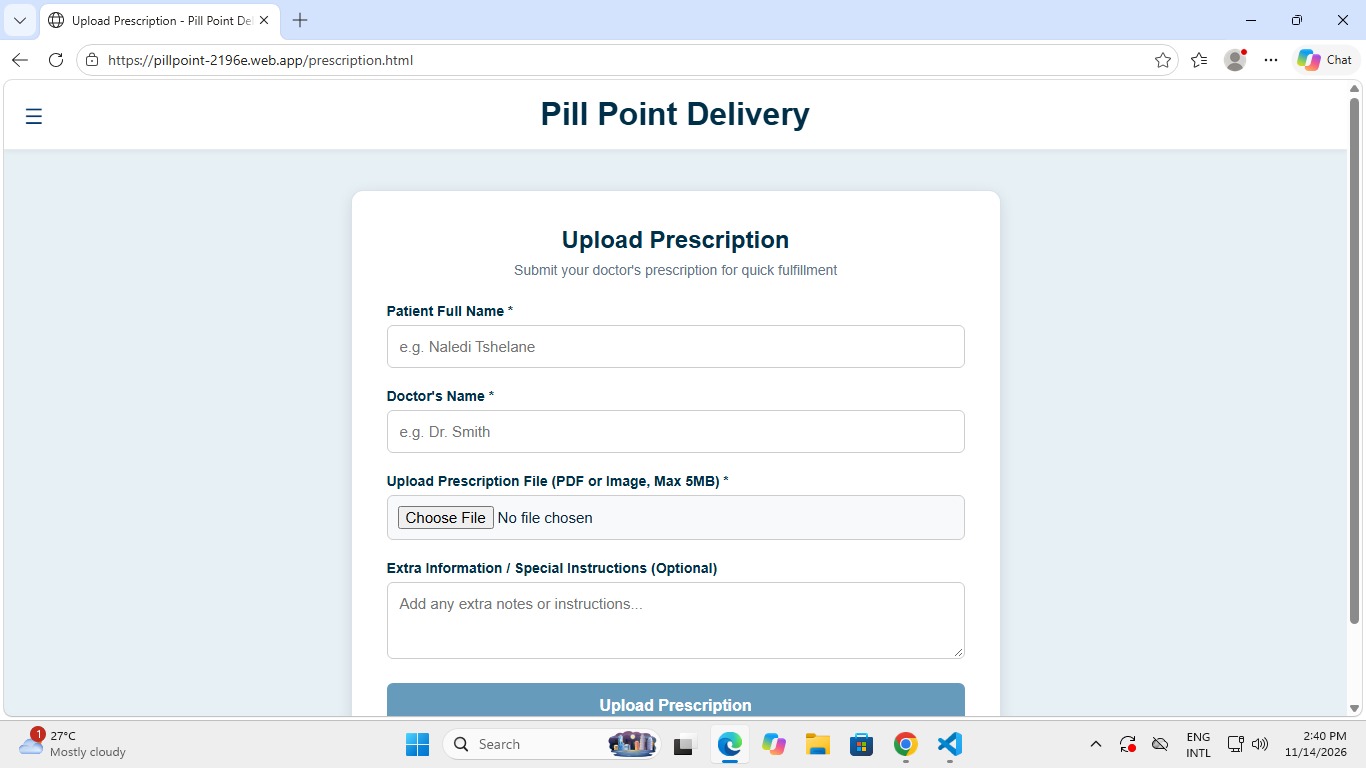 Upload Prescription - Pill Point De
https://pillpoint-2196e.web.app/prescription.html
Chat
☰
Pill Point Delivery
Upload Prescription
Submit your doctor's prescription for quick fulfillment
Patient Full Name *
e.g. Naledi Tshelane
Doctor's Name *
e.g. Dr. Smith
Upload Prescription File (PDF or Image, Max 5MB) *
Choose File No file chosen
Extra Information / Special Instructions (Optional)
Add any extra notes or instructions...
Upload Prescription
1
27°C
Mostly cloudy
Search
ENG
INTL
2:40 PM
11/14/2026